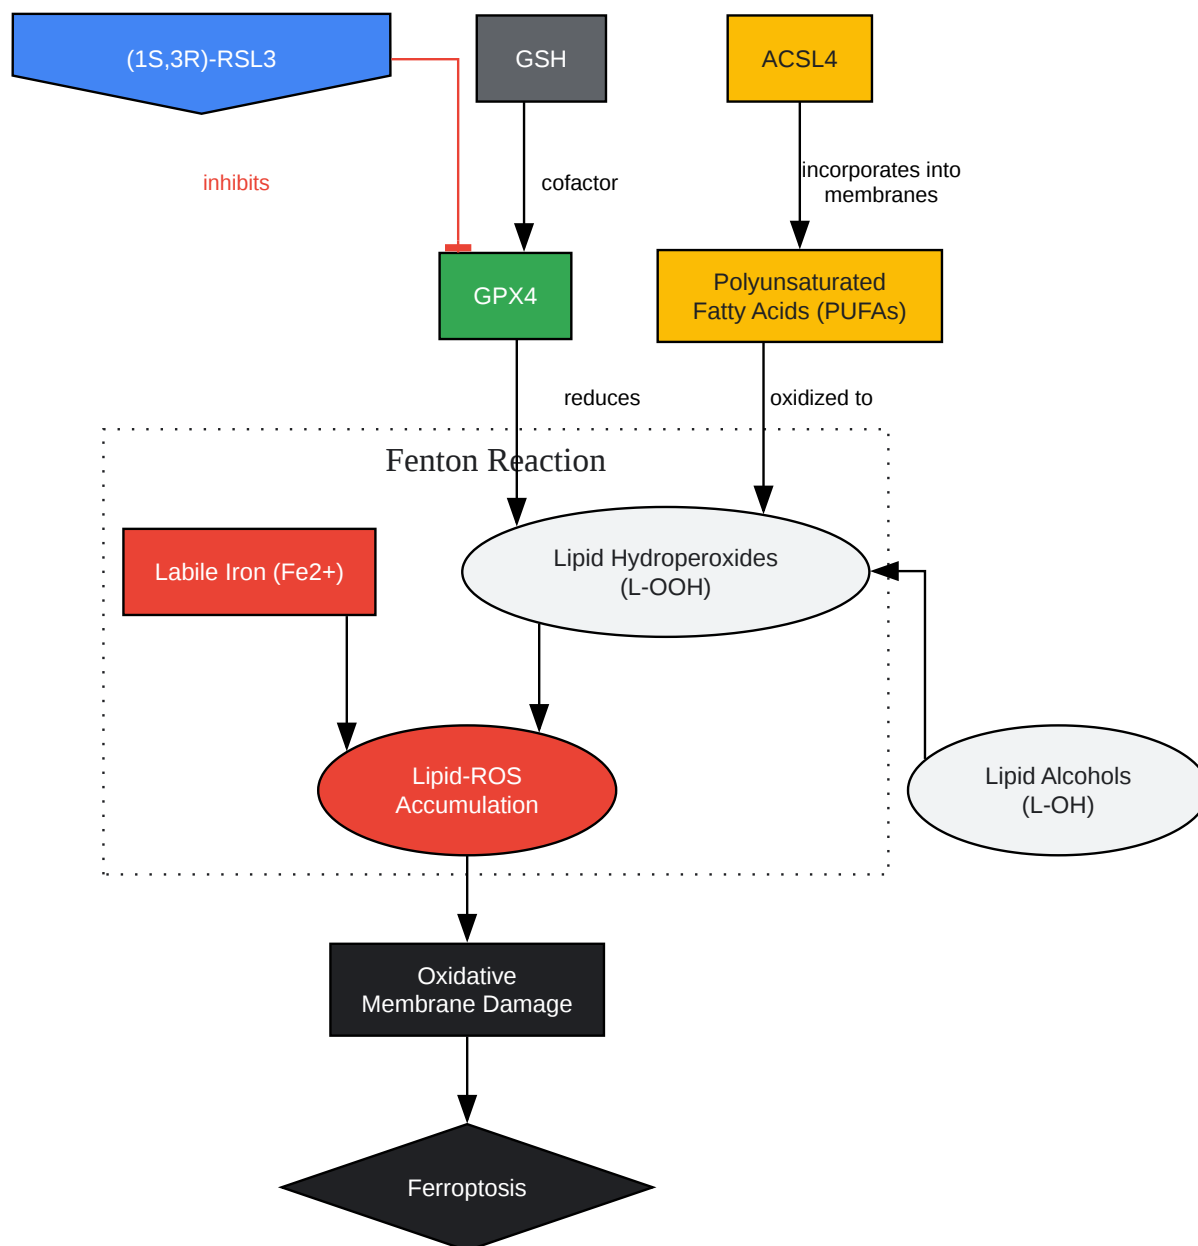 (1S,3R)-RSL3
GSH
ACSL4
inhibits
cofactor
incorporates into
membranes
GPX4
Polyunsaturated
Fatty Acids (PUFAs)
reduces
oxidized to
Fenton Reaction
Labile Iron (Fe2+)
Lipid Hydroperoxides
(L-OOH)
Lipid-ROS
Accumulation
Lipid Alcohols
(L-OH)
Oxidative
Membrane Damage
Ferroptosis